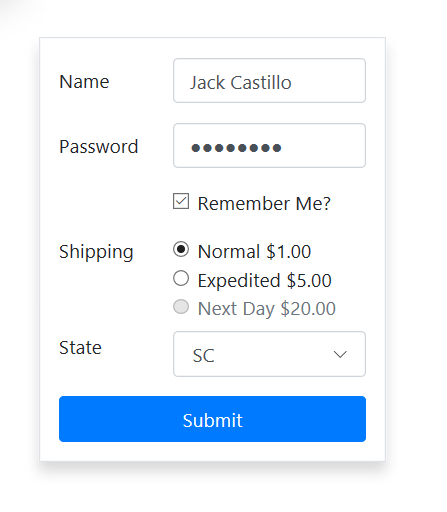 Name Jack Castillo
Password ●●●●●●●●
Remember Me?
Shipping Normal $1.00
Expedited $5.00
Next Day $20.00
State SC
Submit